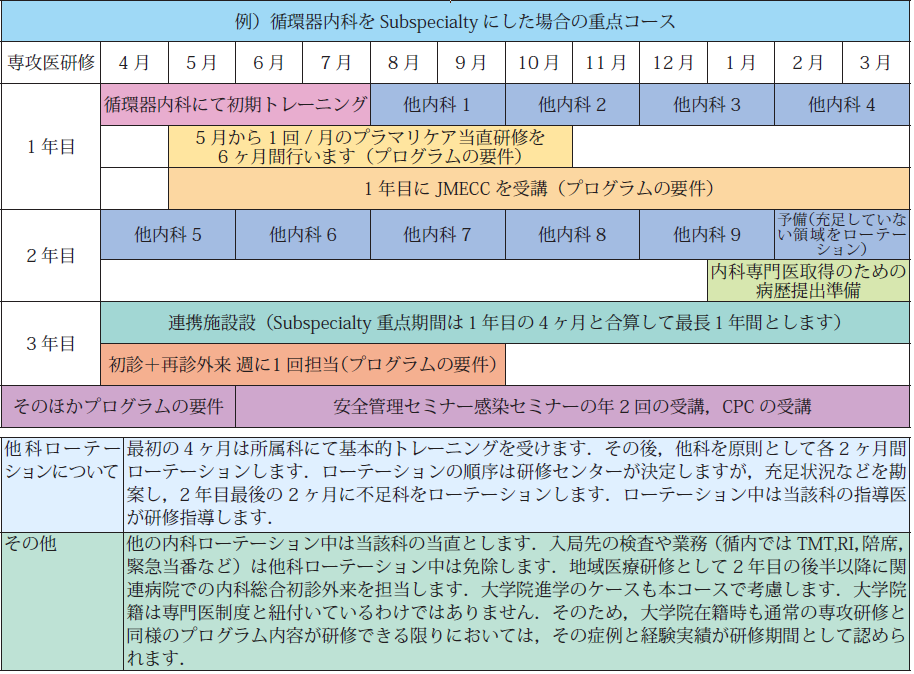 例）循環器内科を Subspecialty にした場合の重点コース
専攻医研修 4月 5月 6月 7月 8月 9月 10月 11月 12月 1月 2月 3月
1年目
循環器内科にて初期トレーニング 他内科1 他内科2 他内科3 他内科4
5月から1回/月のプラマリケア当直研修を
6ヶ月間行います（プログラムの要件）
1年目に JMECC を受講（プログラムの要件）
2年目
他内科5 他内科6 他内科7 他内科8 他内科9
予備（充足していな
い領域をローテー
ション）
内科専門医取得のための
病歴提出準備
3年目
連携施設設（Subspecialty 重点期間は1年目の4ヶ月と合算して最長1年間とします）
初診＋再診外来 週に1回担当（プログラムの要件）
そのほかプログラムの要件 安全管理セミナー感染セミナーの年2回の受講，CPC の受講
他科ローテー
ションについて
最初の4ヶ月は所属科にて基本的トレーニングを受けます．その後，他科を原則として各2ヶ月間
ローテーションします．ローテーションの順序は研修センターが決定しますが，充足状況などを勘
案し，2年目最後の2ヶ月に不足科をローテーションします．ローテーション中は当該科の指導医
が研修指導します．
その他
他の内科ローテーション中は当該科の当直とします．入局先の検査や業務（循内では TMT,RI，陪席，
緊急当番など）は他科ローテーション中は免除します．地域医療研修として2年目の後半以降に関
連病院での内科総合初診外来を担当します．大学院進学のケースも本コースで考慮します．大学院
籍は専門医制度と紐付いているわけではありません．そのため，大学院在籍時も通常の専攻研修と
同様のプログラム内容が研修できる限りにおいては，その症例と経験実績が研修期間として認めら
れます．